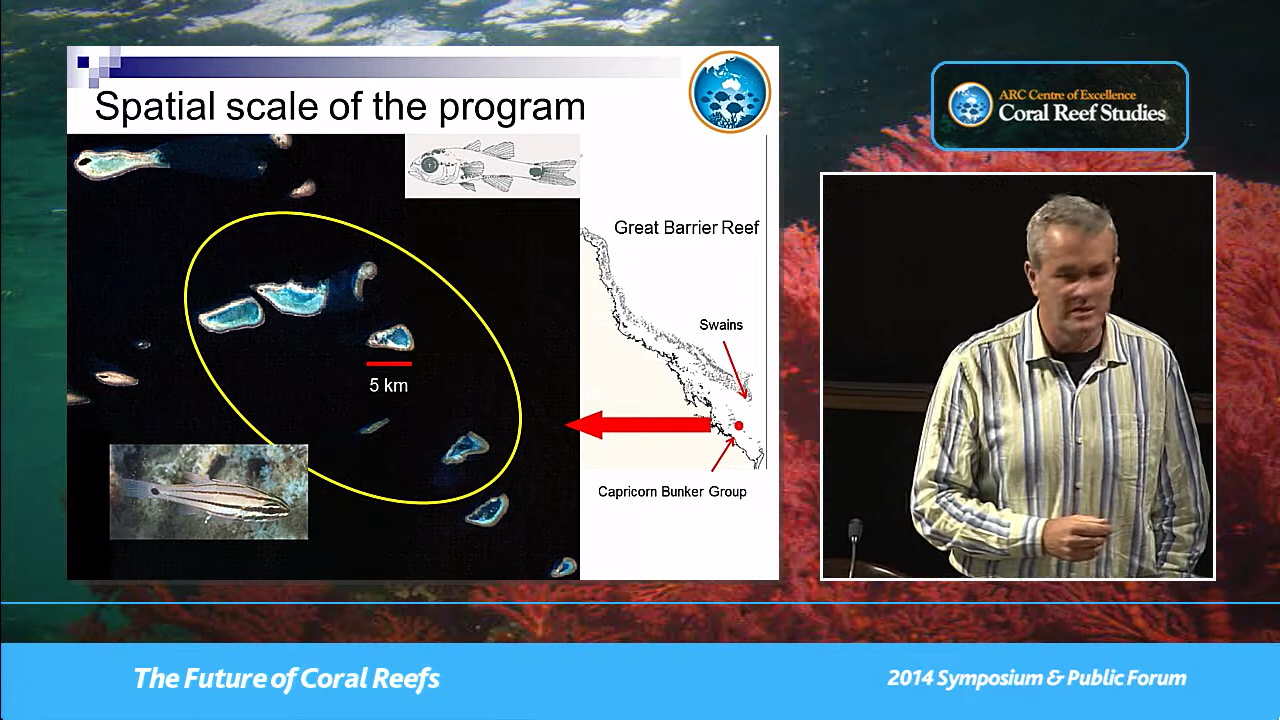 Spatial scale of the program
5 km
Great Barrier Reef
Swains
Capricorn Bunker Group
ARC Centre of Excellence
Coral Reef Studies
The Future of Coral Reefs
2014 Symposium & Public Forum